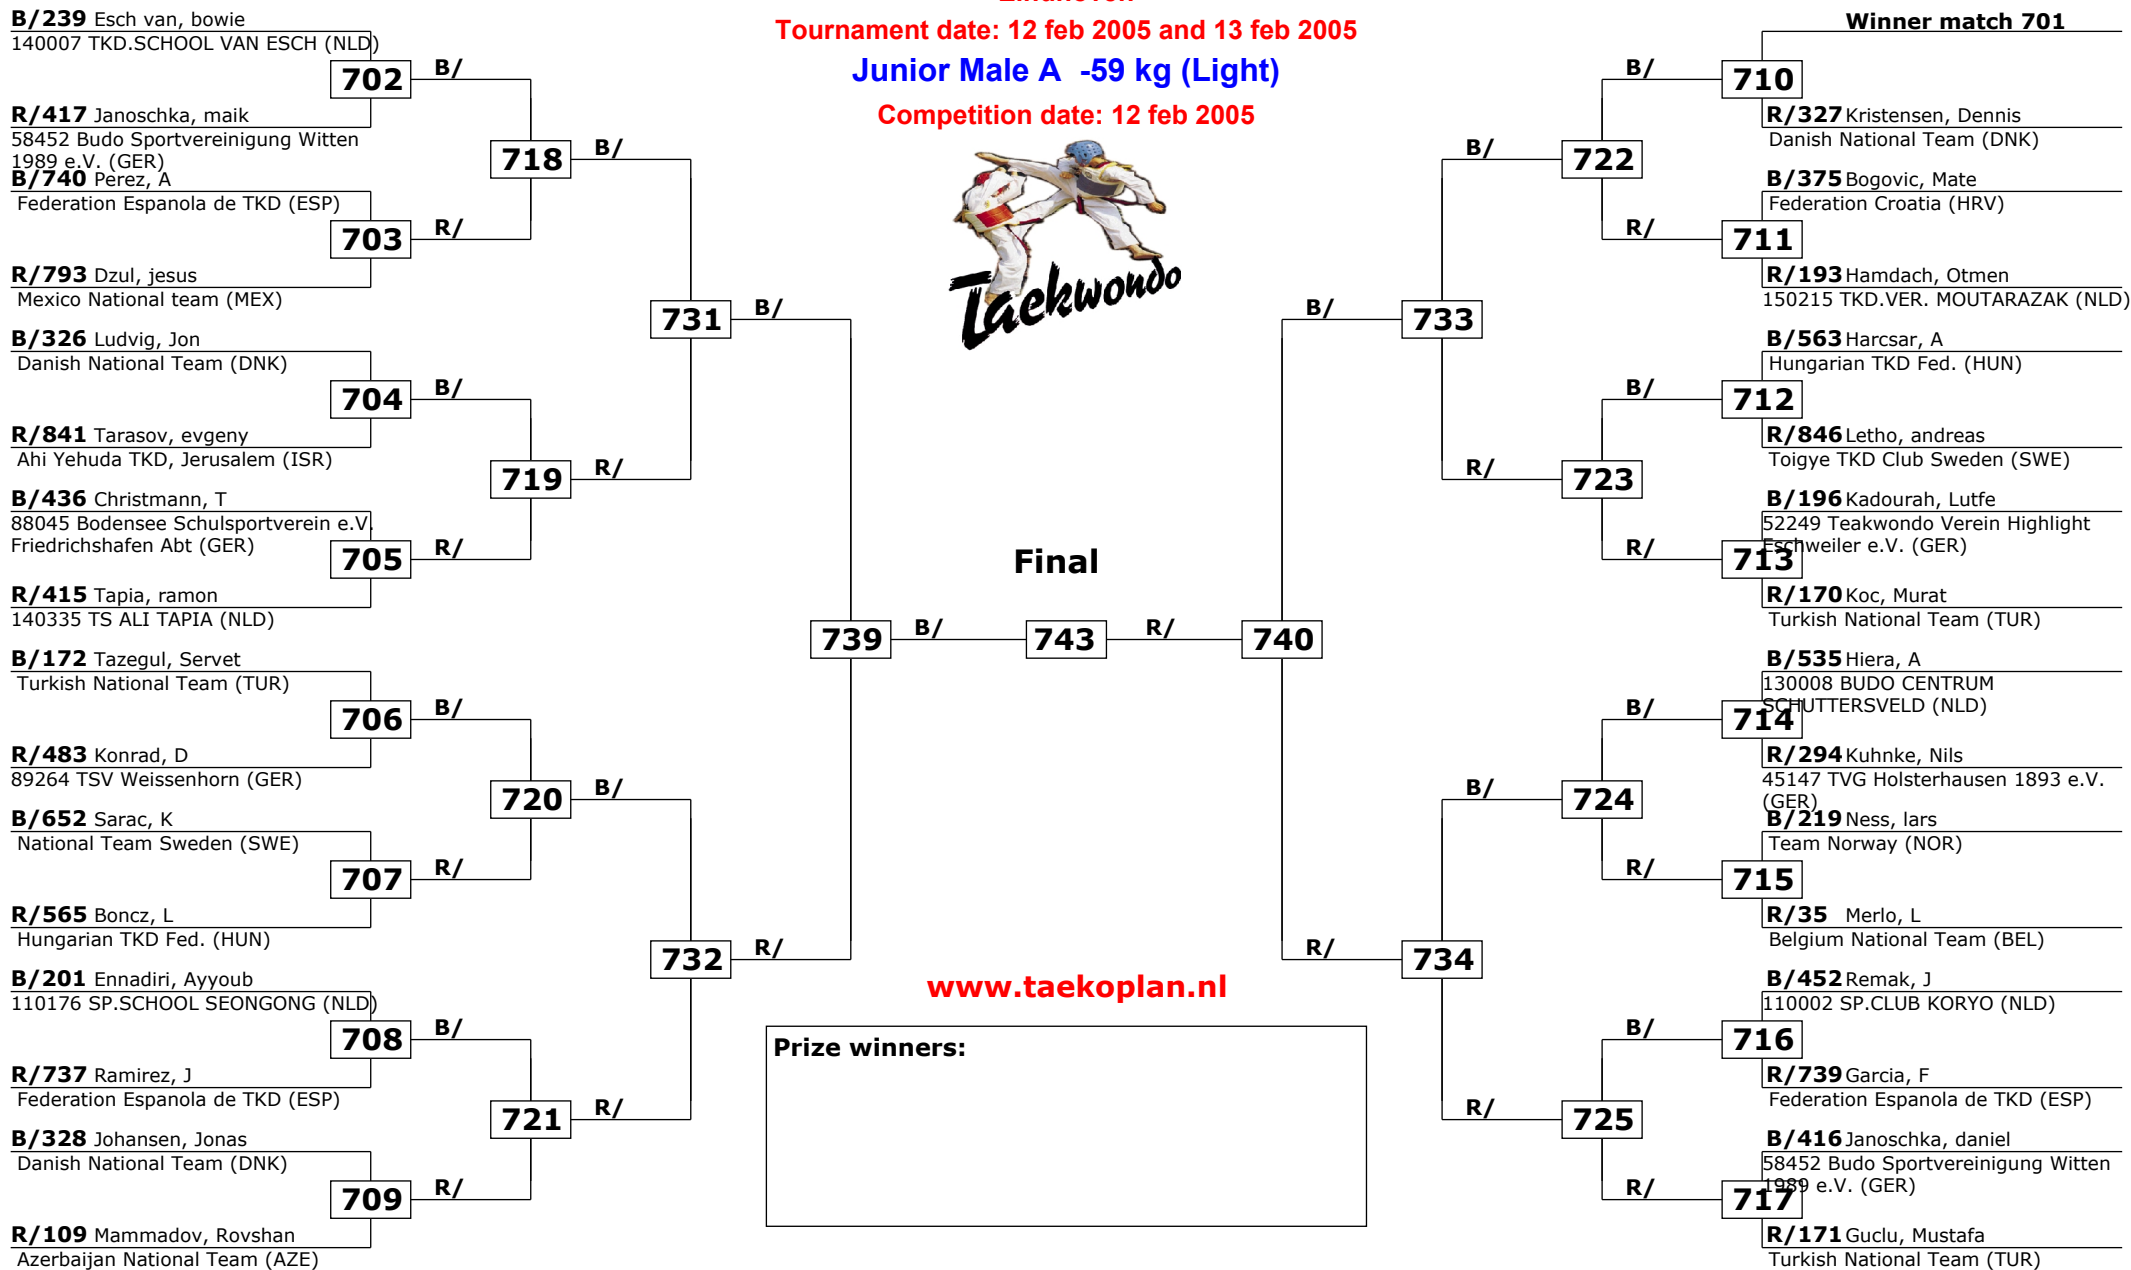 Tournament date: 12 feb 2005 and 13 feb 2005
Junior Male A -59 kg (Light)
Competition date: 12 feb 2005
Taekwondo
B/239 Esch van, bowie
140007 TKD.SCHOOL VAN ESCH (NLD)
702
B/
R/417 Janoschka, maik
58452 Budo Sportvereinigung Witten
1989 e.V. (GER)
718
B/
B/740 Perez, A
Federation Espanola de TKD (ESP)
703
R/
R/793 Dzul, jesus
Mexico National team (MEX)
731
B/
B/326 Ludvig, Jon
Danish National Team (DNK)
704
B/
R/841 Tarasov, evgeny
Ahi Yehuda TKD, Jerusalem (ISR)
719
R/
B/436 Christmann, T
88045 Bodensee Schulsportverein e.V.
Friedrichshafen Abt (GER)
705
R/
R/415 Tapia, ramon
140335 TS ALI TAPIA (NLD)
739
B/
B/172 Tazegul, Servet
Turkish National Team (TUR)
706
B/
R/483 Konrad, D
89264 TSV Weissenhorn (GER)
720
B/
B/652 Sarac, K
National Team Sweden (SWE)
707
R/
R/565 Boncz, L
Hungarian TKD Fed. (HUN)
732
R/
B/201 Ennadiri, Ayyoub
110176 SP.SCHOOL SEONGONG (NLD)
708
B/
R/737 Ramirez, J
Federation Espanola de TKD (ESP)
721
R/
B/328 Johansen, Jonas
Danish National Team (DNK)
709
R/
R/109 Mammadov, Rovshan
Azerbaijan National Team (AZE)
Final
743
R/
740
www.taekoplan.nl
Prize winners:
Winner match 701
B/
710
R/327 Kristensen, Dennis
Danish National Team (DNK)
B/
722
B/375 Bogovic, Mate
Federation Croatia (HRV)
R/
711
R/193 Hamdach, Otmen
150215 TKD.VER. MOUTARAZAK (NLD)
B/
733
B/563 Harcsar, A
Hungarian TKD Fed. (HUN)
B/
712
R/846 Letho, andreas
Toigye TKD Club Sweden (SWE)
R/
723
B/196 Kadourah, Lutfe
52249 Teakwondo Verein Highlight
Eschweiler e.V. (GER)
R/
713
R/170 Koc, Murat
Turkish National Team (TUR)
B/535 Hiera, A
130008 BUDO CENTRUM
SCHUTTERSVELD (NLD)
B/
714
R/294 Kuhnke, Nils
45147 TVG Holsterhausen 1893 e.V.
(GER)
B/
724
B/219 Ness, lars
Team Norway (NOR)
R/
715
R/35 Merlo, L
Belgium National Team (BEL)
R/
734
B/452 Remak, J
110002 SP.CLUB KORYO (NLD)
B/
716
R/739 Garcia, F
Federation Espanola de TKD (ESP)
R/
725
B/416 Janoschka, daniel
58452 Budo Sportvereinigung Witten
1989 e.V. (GER)
R/
717
R/171 Guclu, Mustafa
Turkish National Team (TUR)